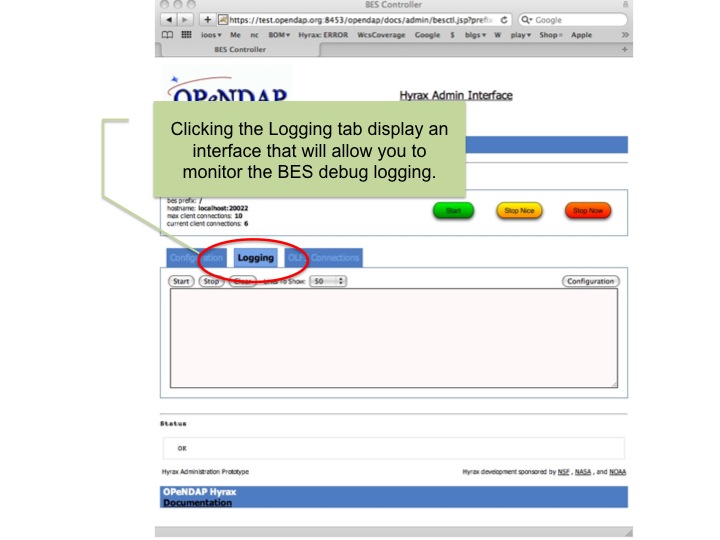 BES Controller
https://test.opendap.org:8453/opendap/docs/admin/besctl.jsp?prefix
Google
ioos Me nc BOM Hyrax: ERROR WcsCoverage Google $ blgs W play Shop Apple
BES Controller
OPeNDAP
Hyrax Admin Interface
Clicking the Logging tab display an
interface that will allow you to
monitor the BES debug logging.
bes prefix: /
hostname: localhost:20022
max client connections: 10
current client connections: 6
Start Stop Nice Stop Now
Configuration Logging OLFS Connections
Start Stop Clear Lines To Show: 50 Configuration
Status
OK
Hyrax Administration Prototype Hyrax development sponsored by NSF , NASA , and NOAA
OPeNDAP Hyrax
Documentation